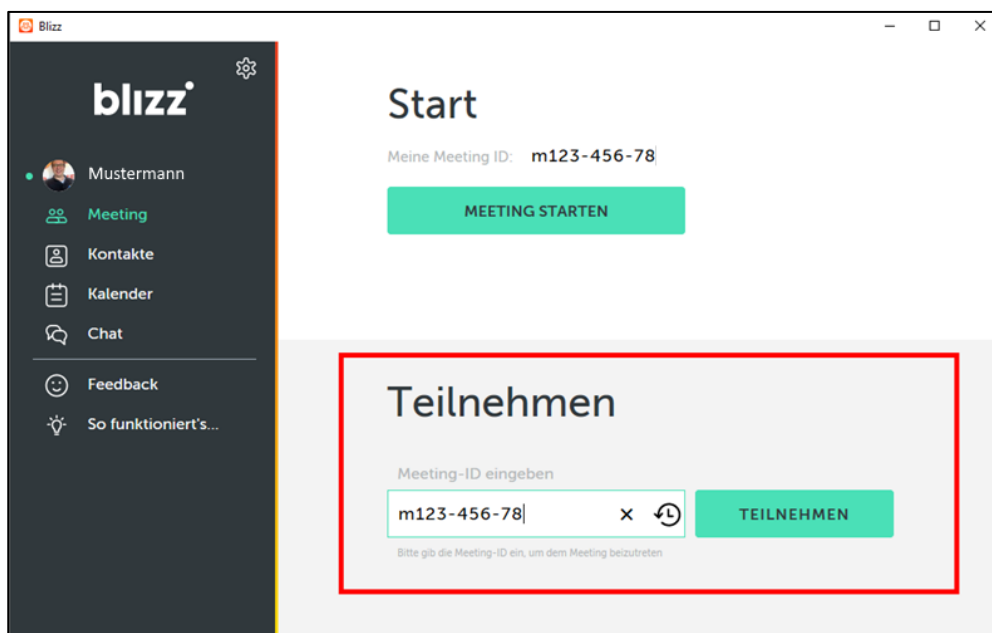 Blizz
blizz
Mustermann
Meeting
Kontakte
Kalender
Chat
Feedback
So funktioniert's...
Start
Meine Meeting ID: m123-456-78
MEETING STARTEN
Teilnehmen
Meeting-ID eingeben
m123-456-78
TEILNEHMEN
Bitte gib die Meeting-ID ein, um dem Meeting beizutreten